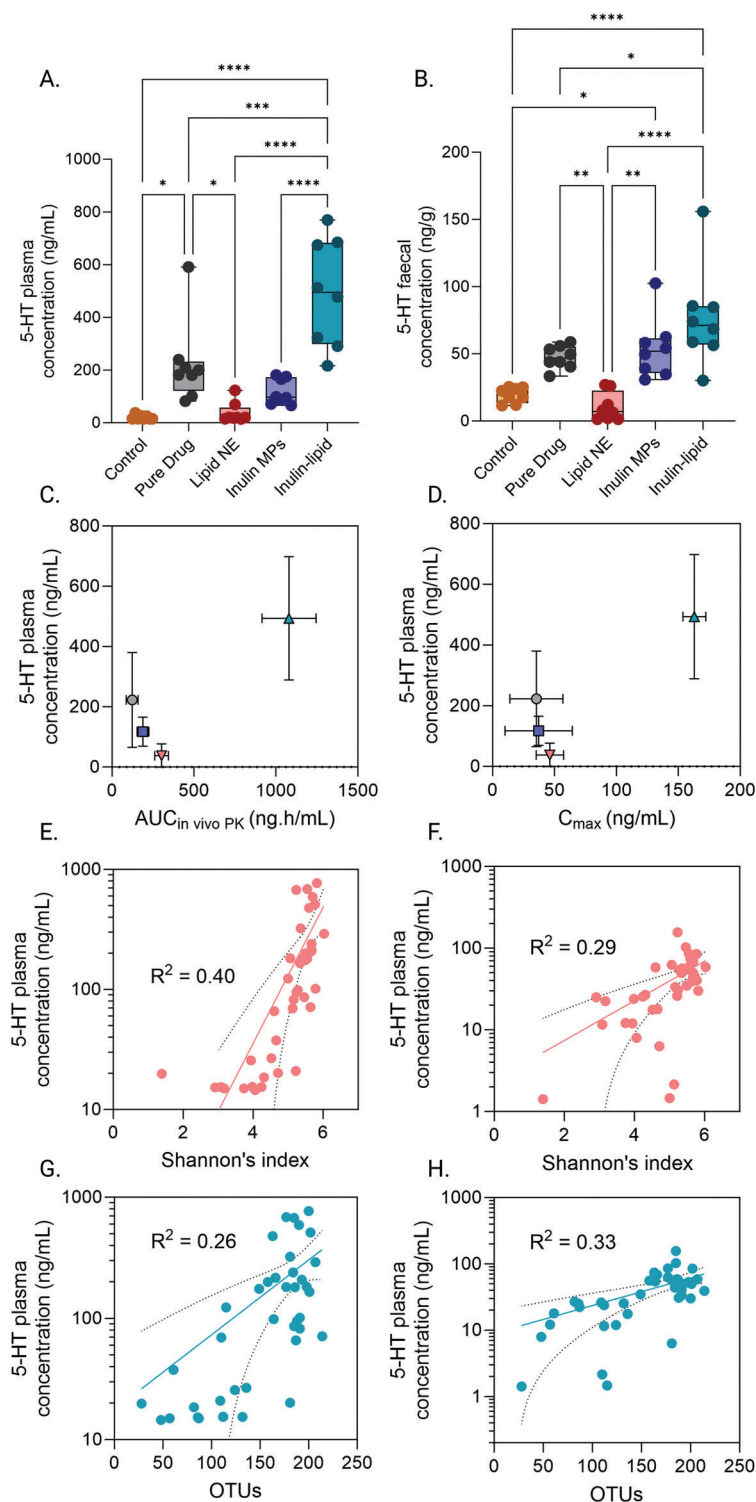 A.
****
***
****
* * ****
5-HT plasma
concentration (ng/mL)
1000
800
600
400
200
0
Control
Pure Drug
Lipid NE
Inulin MPs
Inulin-lipid
B.
****
*
*
****
** **
5-HT faecal
concentration (ng/g)
200
150
100
50
0
Control
Pure Drug
Lipid NE
Inulin MPs
Inulin-lipid
C.
5-HT plasma
concentration (ng/mL)
800
600
400
200
0
0 500 1000 1500
AUCin vivo PK (ng.h/mL)
D.
5-HT plasma
concentration (ng/mL)
800
600
400
200
0
0 50 100 150 200
Cmax (ng/mL)
E.
5-HT plasma
concentration (ng/mL)
1000
100
10
R² = 0.40
0 2 4 6
Shannon's index
F.
5-HT plasma
concentration (ng/mL)
1000
100
10
1
R² = 0.29
0 2 4 6
Shannon's index
G.
5-HT plasma
concentration (ng/mL)
1000
100
10
R² = 0.26
0 50 100 150 200 250
OTUs
H.
5-HT plasma
concentration (ng/mL)
1000
100
10
1
R² = 0.33
0 50 100 150 200 250
OTUs